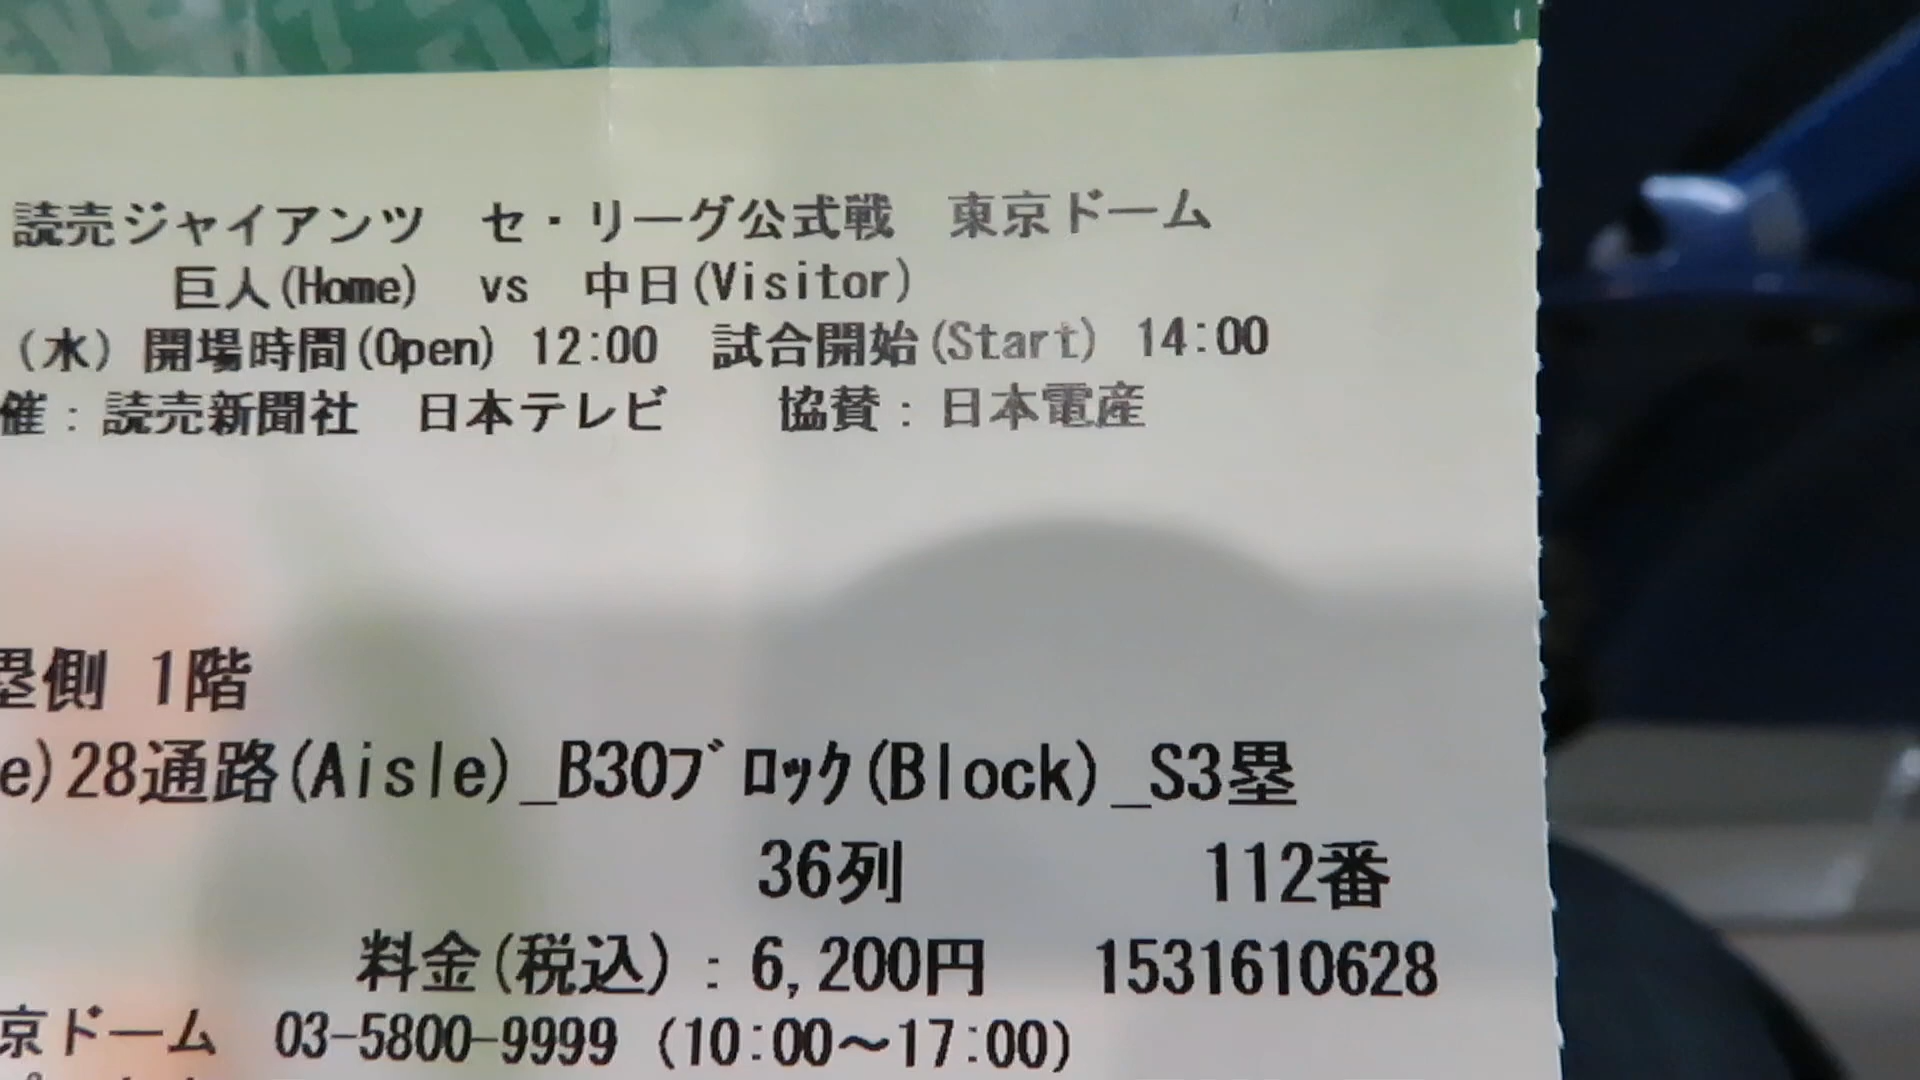 読売ジャイアンツ　セ・リーグ公式戦　東京ドーム
巨人(Home)　vs　中日(Visitor)
（水）開場時間(Open) 12:00　試合開始(Start) 14:00
催：読売新聞社　日本テレビ　　協賛：日本電産
塁側 1階
e)28通路(Aisle)_B30ﾌﾞﾛｯｸ(Block)_S3塁
36列　112番
料金(税込)：6,200円　1531610628
京ドーム　03-5800-9999 (10:00～17:00)